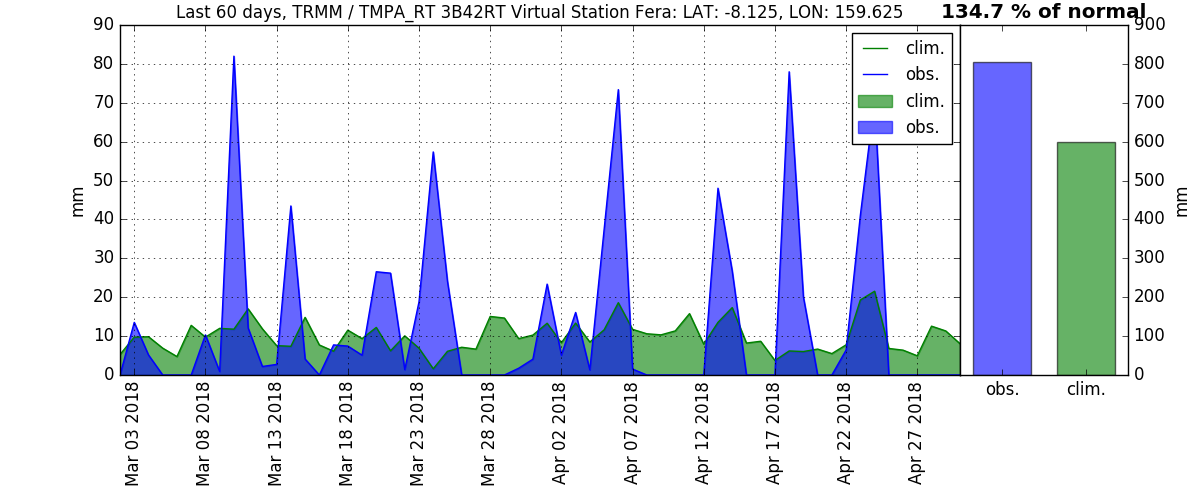 Last 60 days, TRMM / TMPA_RT 3B42RT Virtual Station Fera: LAT: -8.125, LON: 159.625
134.7 % of normal
90
80
70
60
50
40
30
20
10
0
mm
clim.
obs.
clim.
obs.
900
800
700
600
500
400
300
200
100
0
mm
Mar 03 2018
Mar 08 2018
Mar 13 2018
Mar 18 2018
Mar 23 2018
Mar 28 2018
Apr 02 2018
Apr 07 2018
Apr 12 2018
Apr 17 2018
Apr 22 2018
Apr 27 2018
obs.
clim.